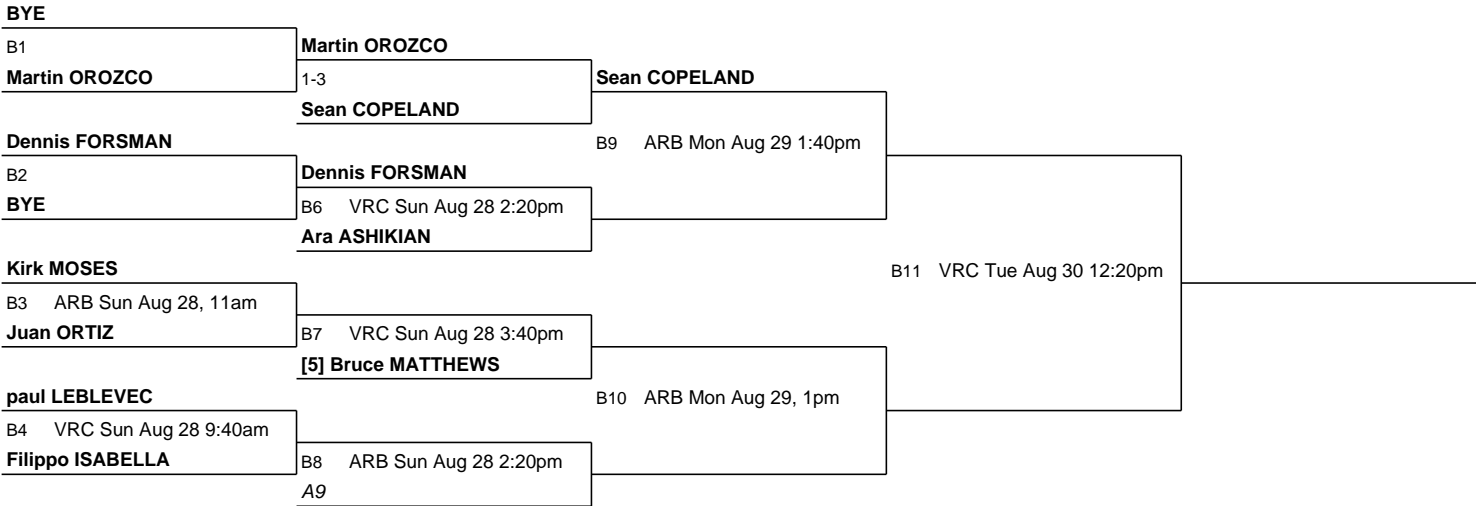 BYE
B1
Martin OROZCO
Martin OROZCO
1-3
Sean COPELAND
Sean COPELAND
B9 ARB Mon Aug 29 1:40pm
Dennis FORSMAN
B2
BYE
Dennis FORSMAN
B6 VRC Sun Aug 28 2:20pm
Ara ASHIKIAN
B11 VRC Tue Aug 30 12:20pm
Kirk MOSES
B3 ARB Sun Aug 28, 11am
Juan ORTIZ
B7 VRC Sun Aug 28 3:40pm
[5] Bruce MATTHEWS
B10 ARB Mon Aug 29, 1pm
paul LEBLEVEC
B4 VRC Sun Aug 28 9:40am
Filippo ISABELLA
B8 ARB Sun Aug 28 2:20pm
A9